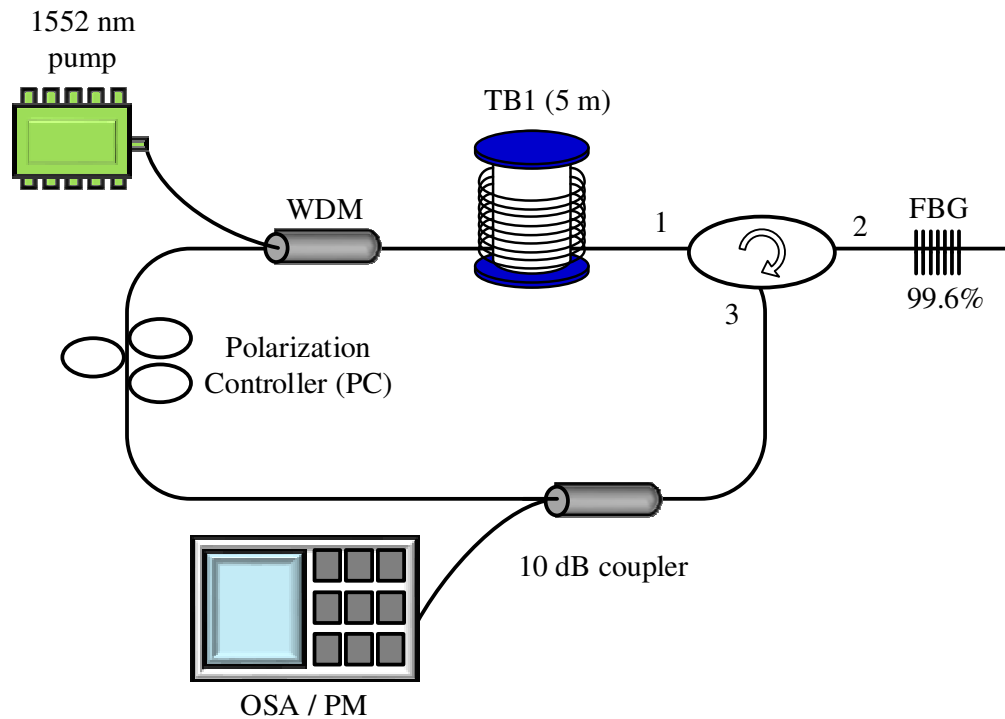 1552 nm
pump
TB1 (5 m)
WDM
1
2
FBG
99.6%
3
Polarization
Controller (PC)
10 dB coupler
OSA / PM